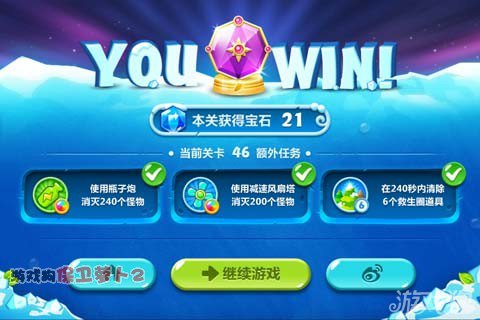 YOU WIN!
本关获得宝石 21
当前关卡 46 额外任务
使用瓶子炮
消灭240个怪物
使用减速风扇塔
消灭200个怪物
在240秒内清除
6个救生圈道具
6
游戏狗保卫萝卜2
继续游戏